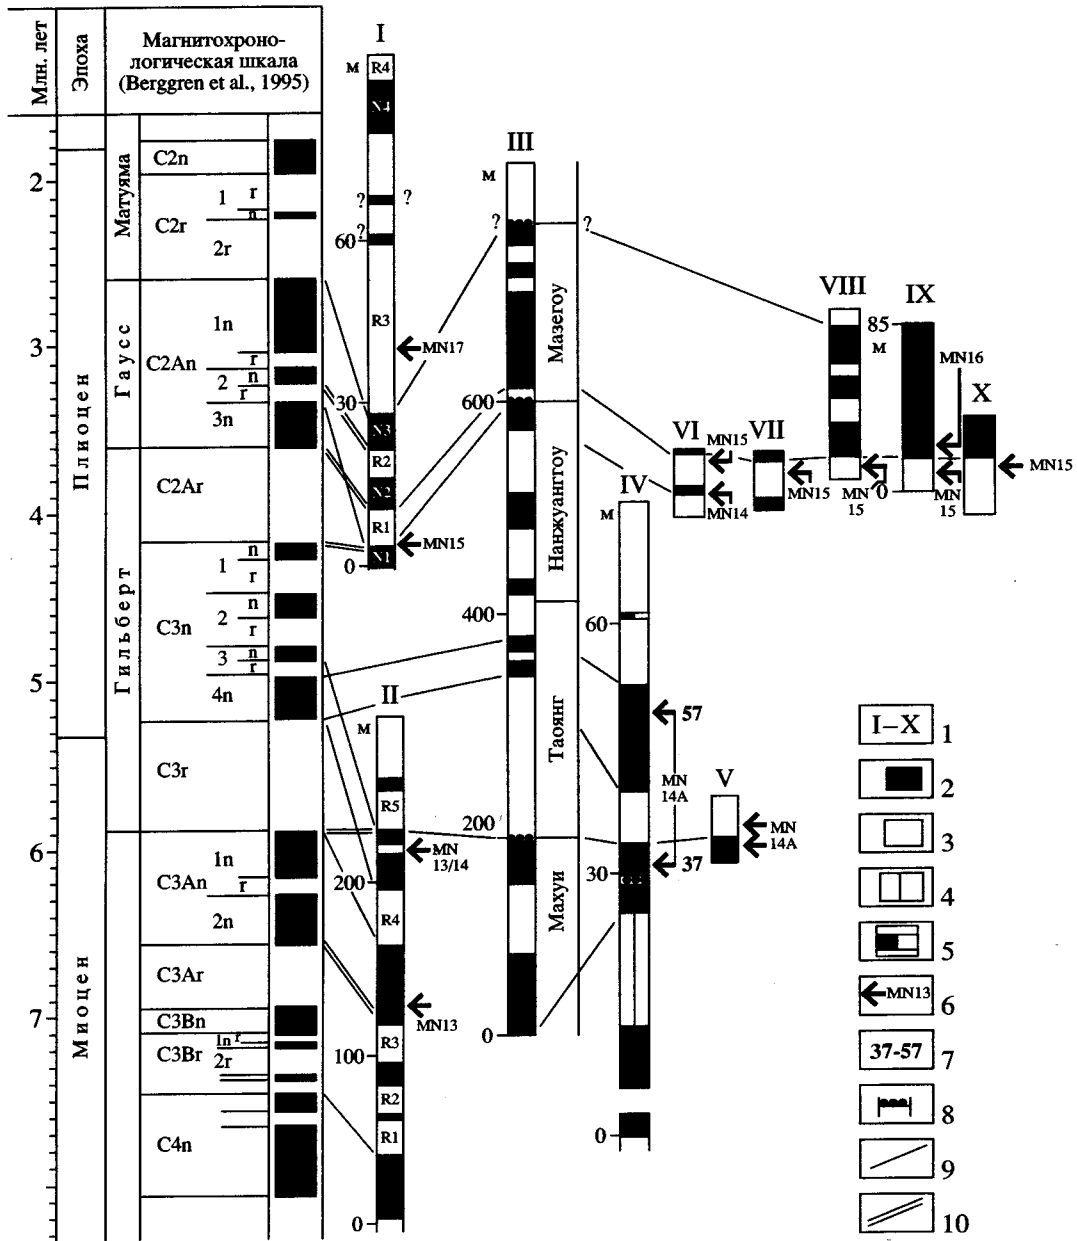 Млн. лет
Эпоха
Магнитохроно-
логическая шкала
(Berggren et al., 1995)
2
3
4
5
6
7
Плиоцен
Миоцен
Матуяма
Гаусс
Гильберт
C2n
C2r
1
r
n
2r
C2An
1n
r
2
n
r
3n
C2Ar
C3n
1
n
r
2
n
r
3
n
r
4n
C3r
C3An
1n
r
2n
C3Ar
C3Bn
C3Br
1n
r
2r
C4n
I
м
R4
N4
?
?
?
60
R3
MN17
30
N3
R2
N2
R1
MN15
N1
0
II
м
R5
MN
13/14
200
R4
MN13
R3
100
R2
R1
0
III
м
?
?
600
400
200
0
Мазегоу
Нанжуангоу
Таоянг
Махуи
IV
м
60
57
MN
14A
37
30
0
V
MN
14A
VI
MN15
MN14
VII
MN15
VIII
MN
15
IX
85
м
MN16
0
MN
15
X
MN15
I–X
1
2
3
4
5
MN13
6
37-57
7
8
9
10